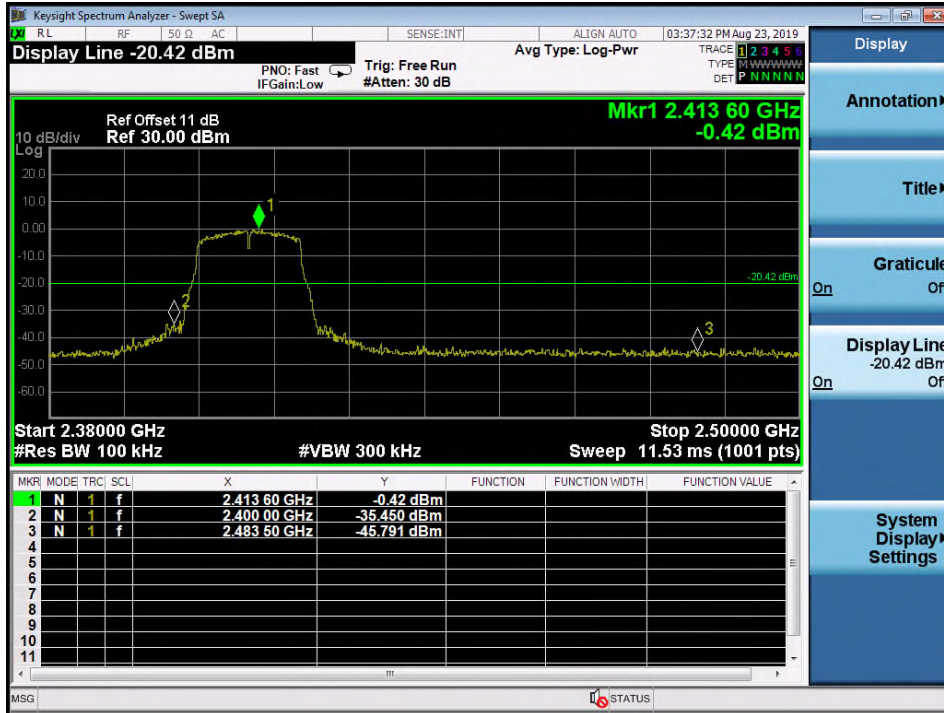 Keysight Spectrum Analyzer - Swept SA
LXI RL RF 50 Ω AC SENSE:INT ALIGN AUTO 03:37:32 PM Aug 23, 2019
Display Line -20.42 dBm
Avg Type: Log-Pwr
TRACE 1 2 3 4 5 6
TYPE M WWWWW
DET P N N N N N
PNO: Fast
IFGain:Low
Trig: Free Run
#Atten: 30 dB
Mkr1 2.413 60 GHz
-0.42 dBm
Ref Offset 11 dB
10 dB/div Ref 30.00 dBm
Log
20.0
10.0
0.00
-10.0
-20.0
-30.0
-40.0
-50.0
-60.0
1
2
3
-20.42 dBm
Start 2.38000 GHz Stop 2.50000 GHz
#Res BW 100 kHz #VBW 300 kHz Sweep 11.53 ms (1001 pts)
MKR MODE TRC SCL X Y FUNCTION FUNCTION WIDTH FUNCTION VALUE
1 N 1 f 2.413 60 GHz -0.42 dBm
2 N 1 f 2.400 00 GHz -35.450 dBm
3 N 1 f 2.483 50 GHz -45.791 dBm
4
5
6
7
8
9
10
11
MSG STATUS
Display
Annotation
Title
Graticule
On Of
Display Line
-20.42 dBm
On Of
System
Display
Settings